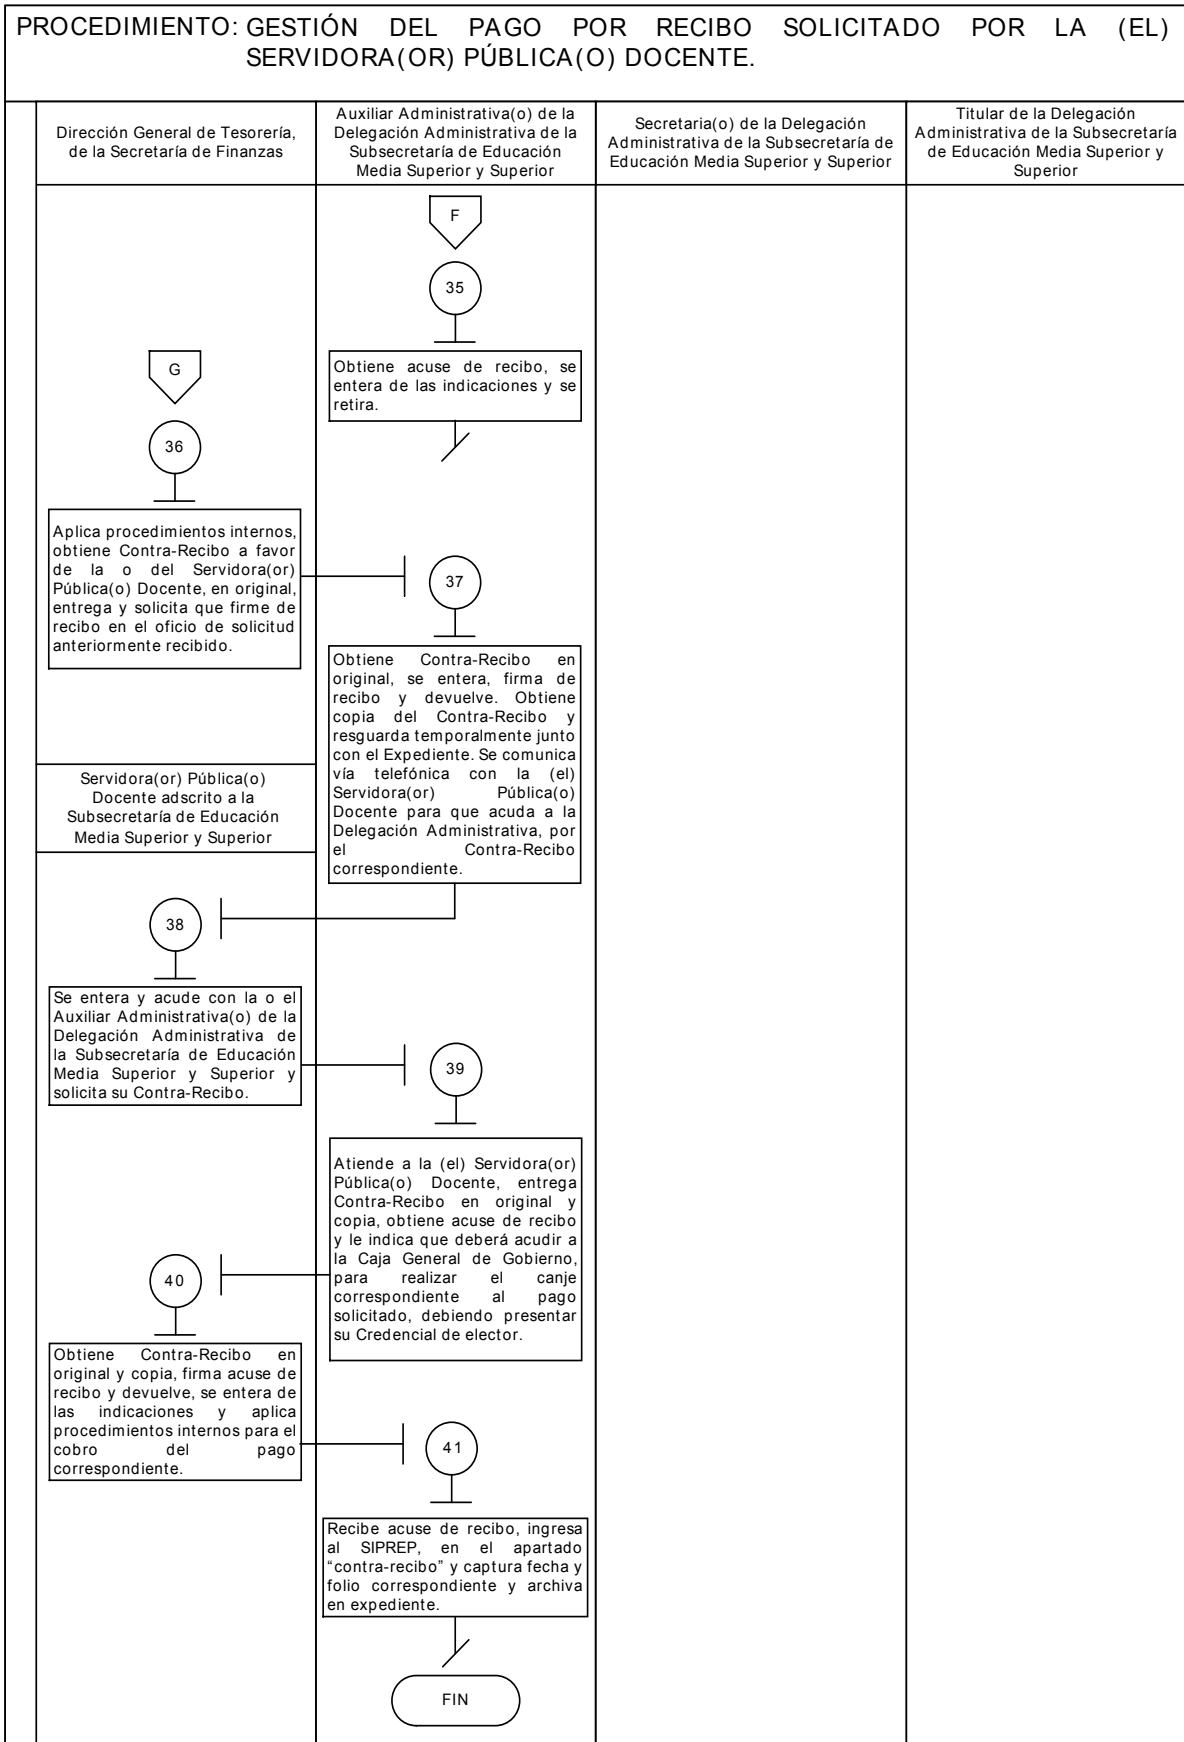 PROCEDIMIENTO: GESTIÓN DEL PAGO POR RECIBO SOLICITADO POR LA (EL)
SERVIDORA(OR) PÚBLICA(O) DOCENTE.
Dirección General de Tesorería,
de la Secretaría de Finanzas
Auxiliar Administrativa(o) de la
Delegación Administrativa de la
Subsecretaría de Educación
Media Superior y Superior
Secretaria(o) de la Delegación
Administrativa de la Subsecretaría de
Educación Media Superior y Superior
Titular de la Delegación
Administrativa de la Subsecretaría
de Educación Media Superior y
Superior
F
35
Obtiene acuse de recibo, se
entera de las indicaciones y se
retira.
G
36
Aplica procedimientos internos,
obtiene Contra-Recibo a favor
de la o del Servidora(or)
Pública(o) Docente, en original,
entrega y solicita que firme de
recibo en el oficio de solicitud
anteriormente recibido.
37
Obtiene Contra-Recibo en
original, se entera, firma de
recibo y devuelve. Obtiene
copia del Contra-Recibo y
resguarda temporalmente junto
con el Expediente. Se comunica
vía telefónica con la (el)
Servidora(or) Pública(o)
Docente para que acuda a la
Delegación Administrativa, por
el Contra-Recibo
correspondiente.
Servidora(or) Pública(o)
Docente adscrito a la
Subsecretaría de Educación
Media Superior y Superior
38
Se entera y acude con la o el
Auxiliar Administrativa(o) de la
Delegación Administrativa de
la Subsecretaría de Educación
Media Superior y Superior y
solicita su Contra-Recibo.
39
Atiende a la (el) Servidora(or)
Pública(o) Docente, entrega
Contra-Recibo en original y
copia, obtiene acuse de recibo
y le indica que deberá acudir a
la Caja General de Gobierno,
para realizar el canje
correspondiente al pago
solicitado, debiendo presentar
su Credencial de elector.
40
Obtiene Contra-Recibo en
original y copia, firma acuse de
recibo y devuelve, se entera de
las indicaciones y aplica
procedimientos internos para el
cobro del pago
correspondiente.
41
Recibe acuse de recibo, ingresa
al SIPREP, en el apartado
“contra-recibo” y captura fecha y
folio correspondiente y archiva
en expediente.
FIN